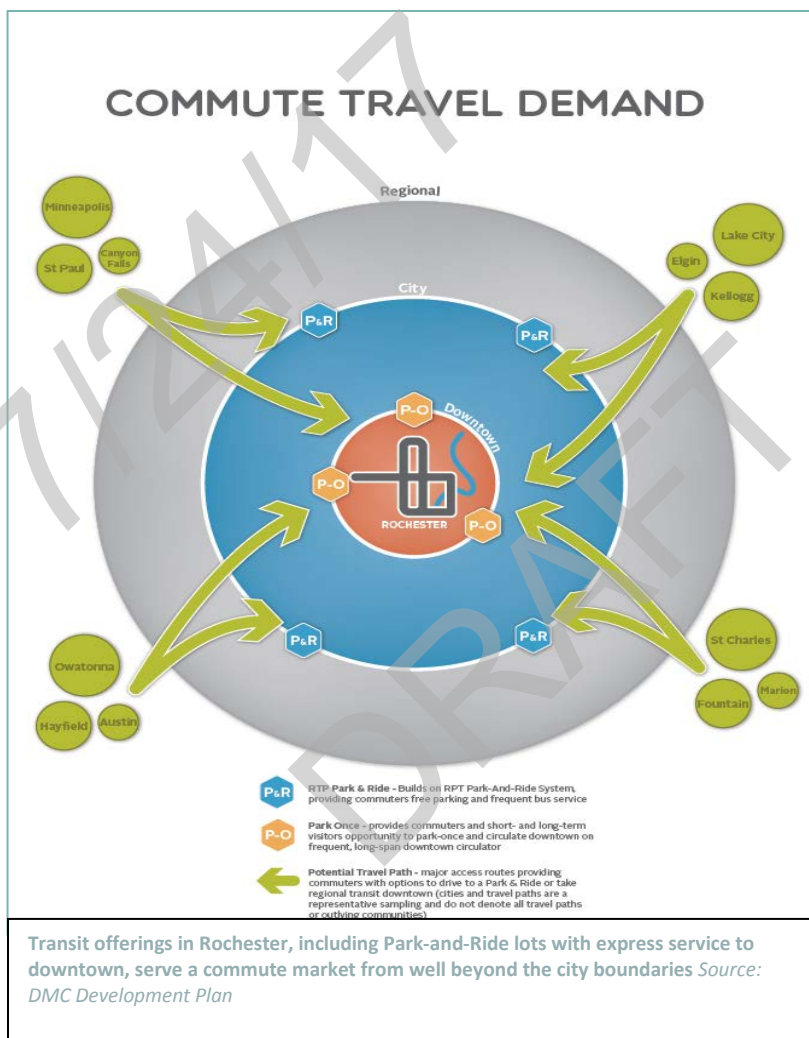 COMMUTE TRAVEL DEMAND
Regional
Minneapolis
St Paul
Canyon
Falls
Lake City
Elgin
Kellogg
City
P&R
P&R
P-O
Downtown
P-O
ROCHESTER
P-O
P&R
P&R
Owatonna
Hayfield
Austin
St Charles
Fountain
Marion
P&R
RTP Park & Ride - Builds on RPT Park-And-Ride System,
providing commuters free parking and frequent bus service
P-O
Park Once - provides commuters and short- and long-term
visitors opportunity to park-once and circulate downtown on
frequent, long-span downtown circulator
Potential Travel Path - major access routes providing
commuters with options to drive to a Park & Ride or take
regional transit downtown (cities and travel paths are a
representative sampling and do not denote all travel paths
or outlying communities)
Transit offerings in Rochester, including Park-and-Ride lots with express service to
downtown, serve a commute market from well beyond the city boundaries Source:
DMC Development Plan
7/24/17
DRAFT